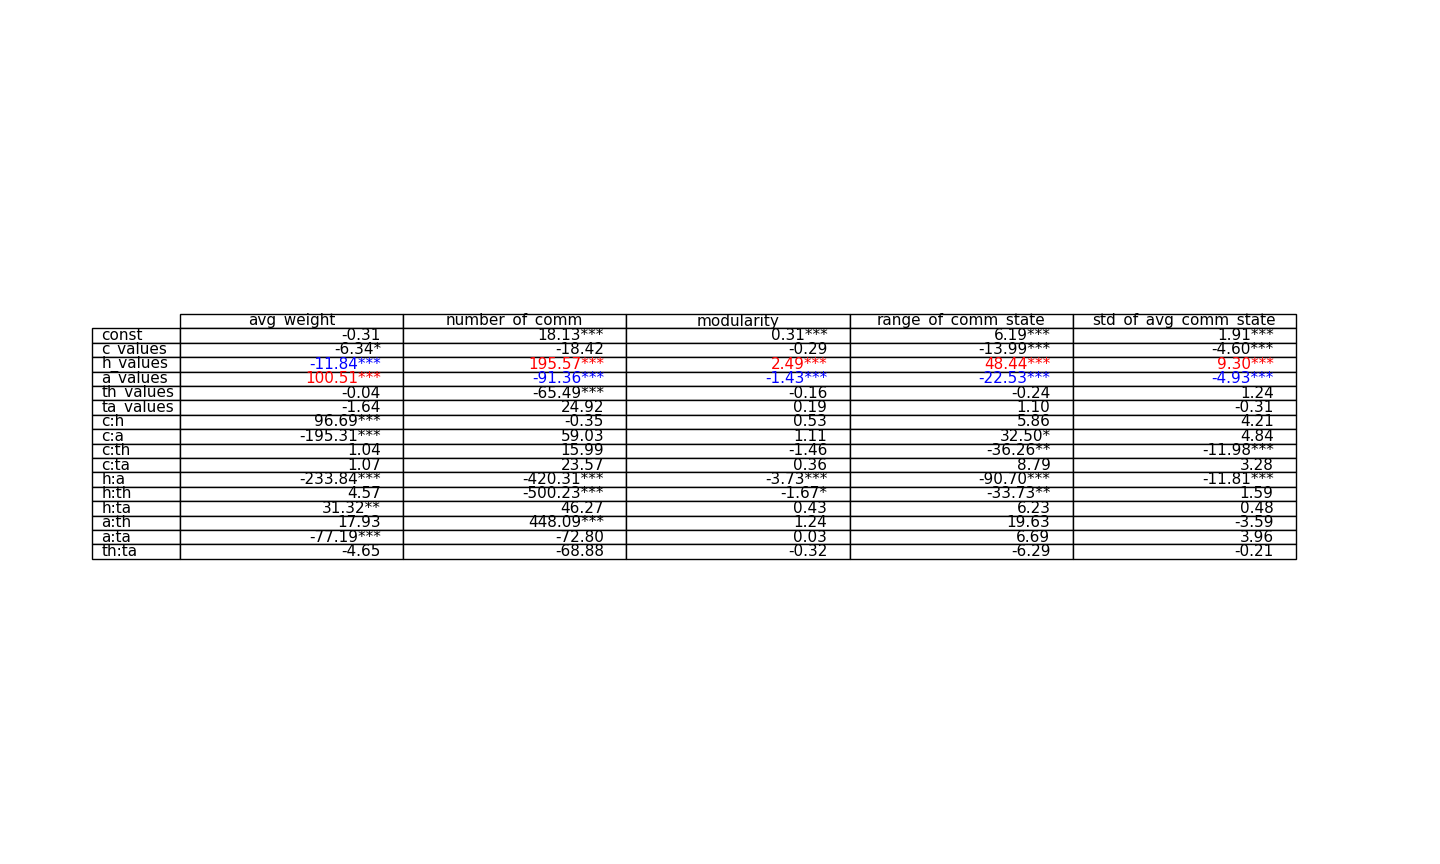 avg_weight number_of_comm modularity range_of_comm_state std_of_avg_comm_state
const -0.31 18.13*** 0.31*** 6.19*** 1.91***
c_values -6.34* -18.42 -0.29 -13.99*** -4.60***
h_values -11.84*** 195.57*** 2.49*** 48.44*** 9.30***
a_values 100.51*** -91.36*** -1.43*** -22.53*** -4.93***
th_values -0.04 -65.49*** -0.16 -0.24 1.24
ta_values -1.64 24.92 0.19 1.10 -0.31
c:h 96.69*** -0.35 0.53 5.86 4.21
c:a -195.31*** 59.03 1.11 32.50* 4.84
c:th 1.04 15.99 -1.46 -36.26** -11.98***
c:ta 1.07 23.57 0.36 8.79 3.28
h:a -233.84*** -420.31*** -3.73*** -90.70*** -11.81***
h:th 4.57 -500.23*** -1.67* -33.73** 1.59
h:ta 31.32** 46.27 0.43 6.23 0.48
a:th 17.93 448.09*** 1.24 19.63 -3.59
a:ta -77.19*** -72.80 0.03 6.69 3.96
th:ta -4.65 -68.88 -0.32 -6.29 -0.21